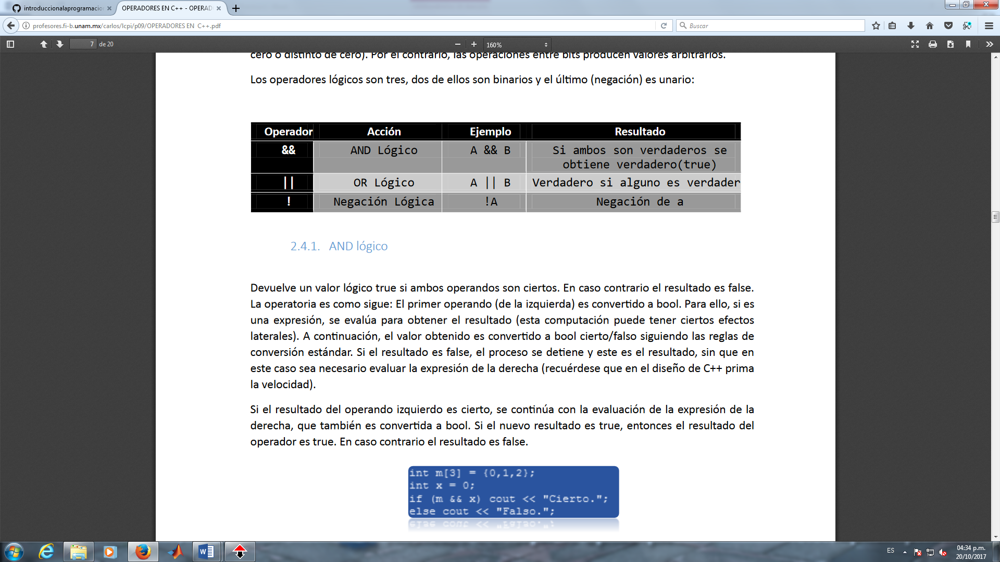 introduccionalaprogramacio
OPERADORES EN C++ - OPERAD
profesores.fi-b.unam.mx/carlos/lcpi/p09/OPERADORES EN C++.pdf
Buscar
7 de 20
160%
cero o distinto de cero). Por el contrario, las operaciones entre bits producen valores arbitrarios.
Los operadores lógicos son tres, dos de ellos son binarios y el último (negación) es unario:
Operador Acción Ejemplo Resultado
&& AND Lógico A && B Si ambos son verdaderos se
obtiene verdadero(true)
|| OR Lógico A || B Verdadero si alguno es verdader
! Negación Lógica !A Negación de a
2.4.1. AND lógico
Devuelve un valor lógico true si ambos operandos son ciertos. En caso contrario el resultado es false.
La operatoria es como sigue: El primer operando (de la izquierda) es convertido a bool. Para ello, si es
una expresión, se evalúa para obtener el resultado (esta computación puede tener ciertos efectos
laterales). A continuación, el valor obtenido es convertido a bool cierto/falso siguiendo las reglas de
conversión estándar. Si el resultado es false, el proceso se detiene y este es el resultado, sin que en
este caso sea necesario evaluar la expresión de la derecha (recuérdese que en el diseño de C++ prima
la velocidad).
Si el resultado del operando izquierdo es cierto, se continúa con la evaluación de la expresión de la
derecha, que también es convertida a bool. Si el nuevo resultado es true, entonces el resultado del
operador es true. En caso contrario el resultado es false.
int m[3] = {0,1,2};
int x = 0;
if (m && x) cout << "Cierto.";
else cout << "Falso.";
ES
04:34 p.m.
20/10/2017